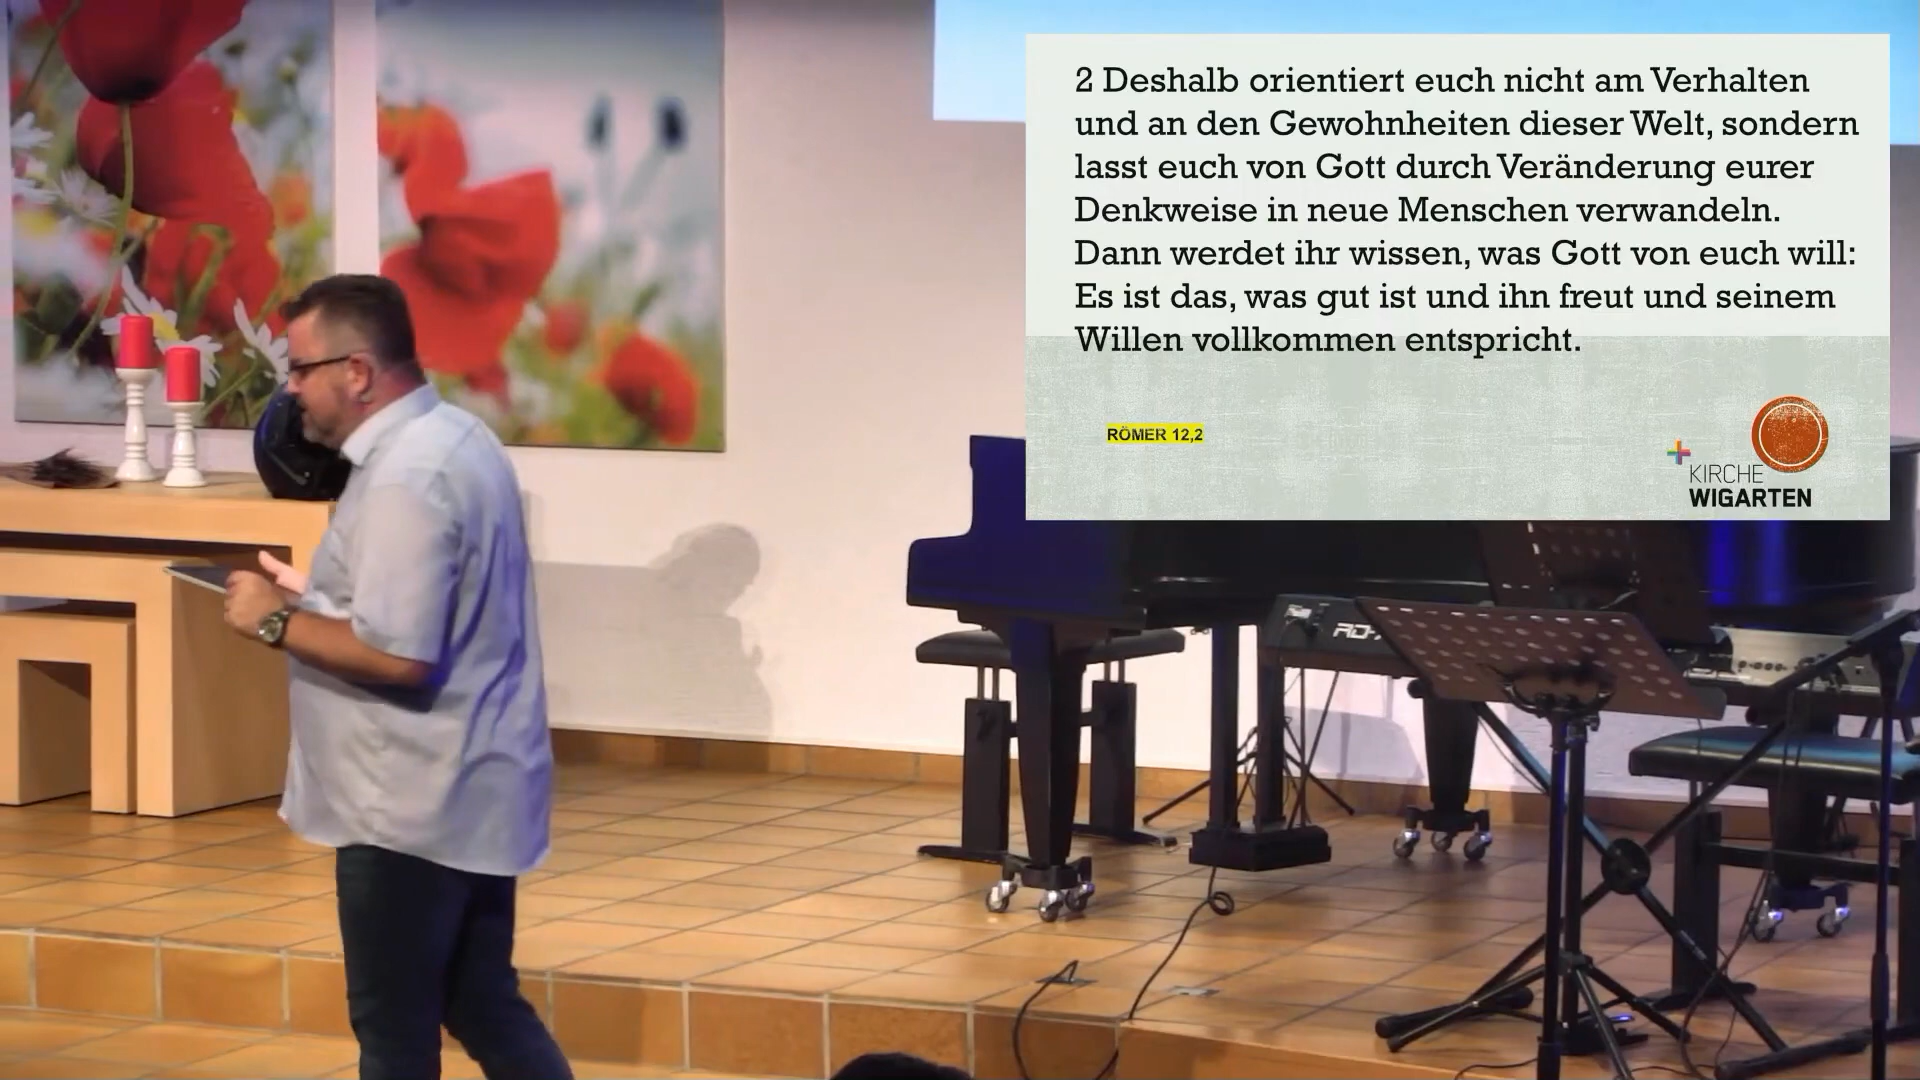 2 Deshalb orientiert euch nicht am Verhalten
und an den Gewohnheiten dieser Welt, sondern
lasst euch von Gott durch Veränderung eurer
Denkweise in neue Menschen verwandeln.
Dann werdet ihr wissen, was Gott von euch will:
Es ist das, was gut ist und ihn freut und seinem
Willen vollkommen entspricht.
RÖMER 12,2
KIRCHE
WIGARTEN